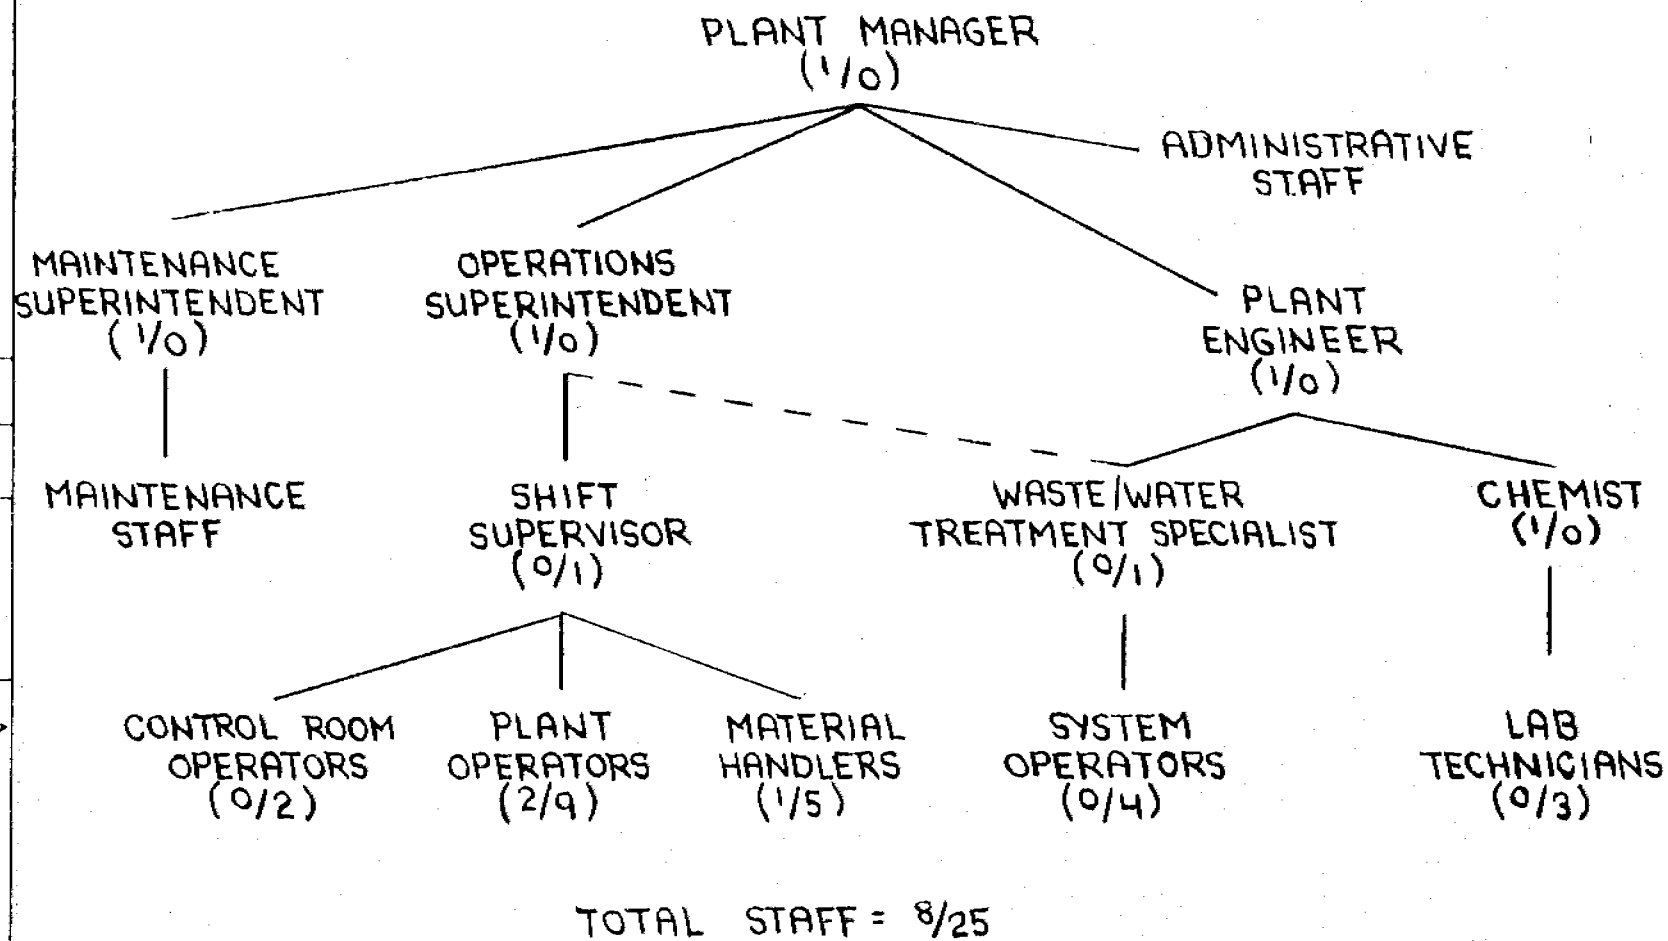 PLANT MANAGER
(1/0)
ADMINISTRATIVE
STAFF
MAINTENANCE
SUPERINTENDENT
(1/0)
OPERATIONS
SUPERINTENDENT
(1/0)
PLANT
ENGINEER
(1/0)
MAINTENANCE
STAFF
SHIFT
SUPERVISOR
(0/1)
WASTE/WATER
TREATMENT SPECIALIST
(0/1)
CHEMIST
(1/0)
CONTROL ROOM
OPERATORS
(0/2)
PLANT
OPERATORS
(2/9)
MATERIAL
HANDLERS
(1/5)
SYSTEM
OPERATORS
(0/4)
LAB
TECHNICIANS
(0/3)
TOTAL STAFF = 8/25